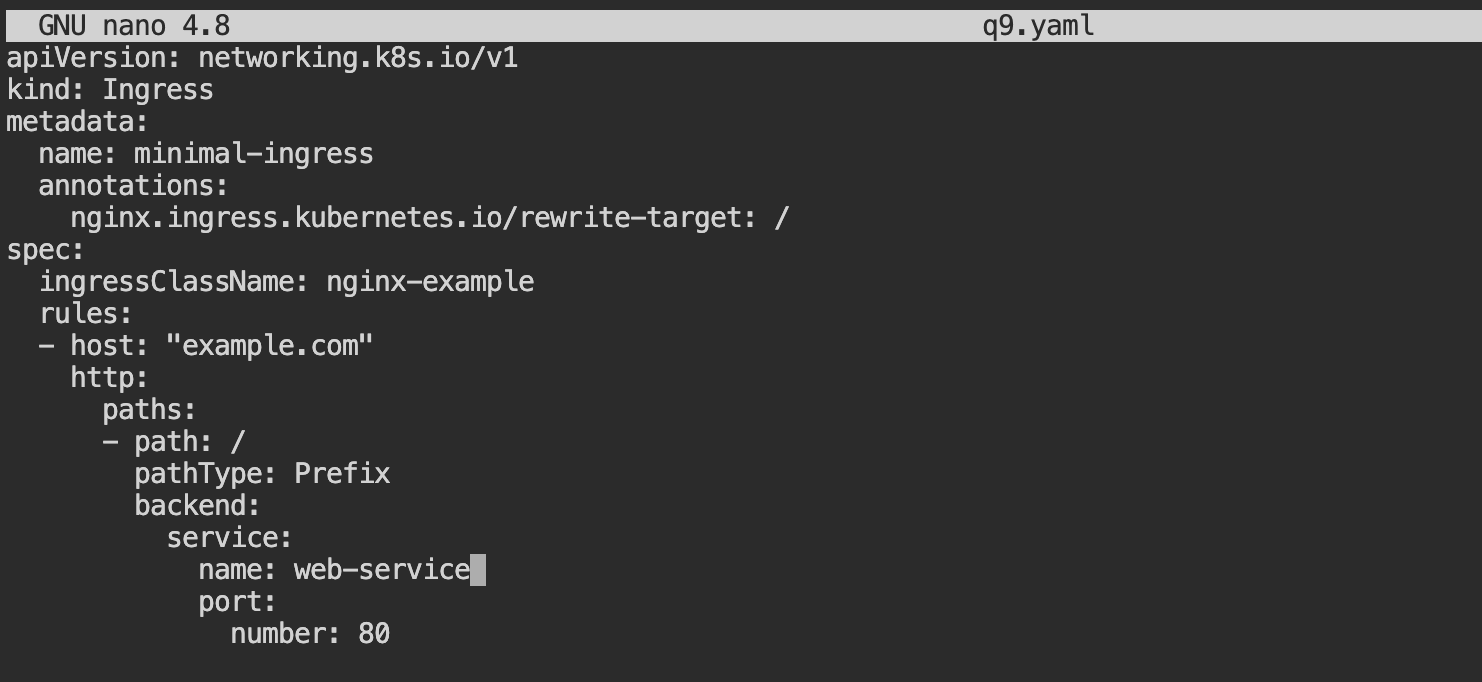 GNU nano 4.8 q9.yaml
apiVersion: networking.k8s.io/v1
kind: Ingress
metadata:
  name: minimal-ingress
  annotations:
    nginx.ingress.kubernetes.io/rewrite-target: /
spec:
  ingressClassName: nginx-example
  rules:
  - host: "example.com"
    http:
      paths:
      - path: /
        pathType: Prefix
        backend:
          service:
            name: web-service
            port:
              number: 80